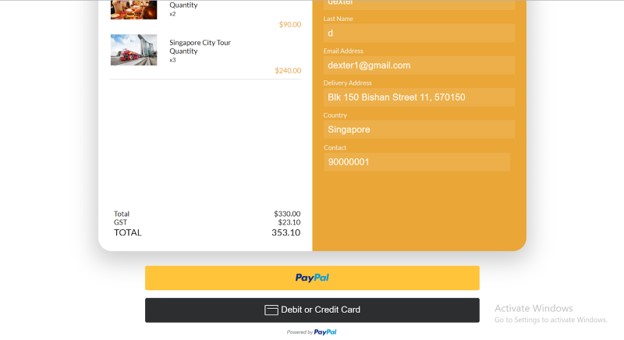 Quantity
x2
$90.00
Singapore City Tour
Quantity
x3
$240.00
Total $330.00
GST $23.10
TOTAL 353.10
dexter
Last Name
d
Email Address
dexter1@gmail.com
Delivery Address
Blk 150 Bishan Street 11, 570150
Country
Singapore
Contact
90000001
PayPal
Debit or Credit Card
Powered by PayPal
Activate Windows
Go to Settings to activate Windows.